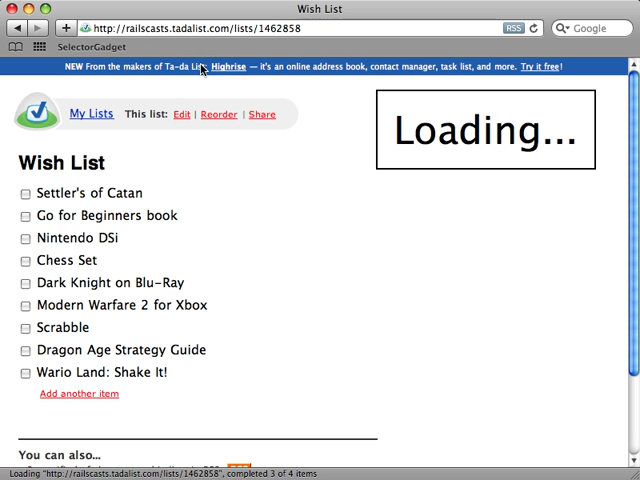 Wish List
http://railscasts.tadalist.com/lists/1462858
RSS
Google
SelectorGadget
NEW From the makers of Ta-da Lis Highrise — it's an online address book, contact manager, task list, and more. Try it free!
My Lists This list: Edit | Reorder | Share
Loading...
Wish List
Settler's of Catan
Go for Beginners book
Nintendo DSi
Chess Set
Dark Knight on Blu-Ray
Modern Warfare 2 for Xbox
Scrabble
Dragon Age Strategy Guide
Wario Land: Shake It!
Add another item
You can also...
Loading "http://railscasts.tadalist.com/lists/1462858", completed 3 of 4 items